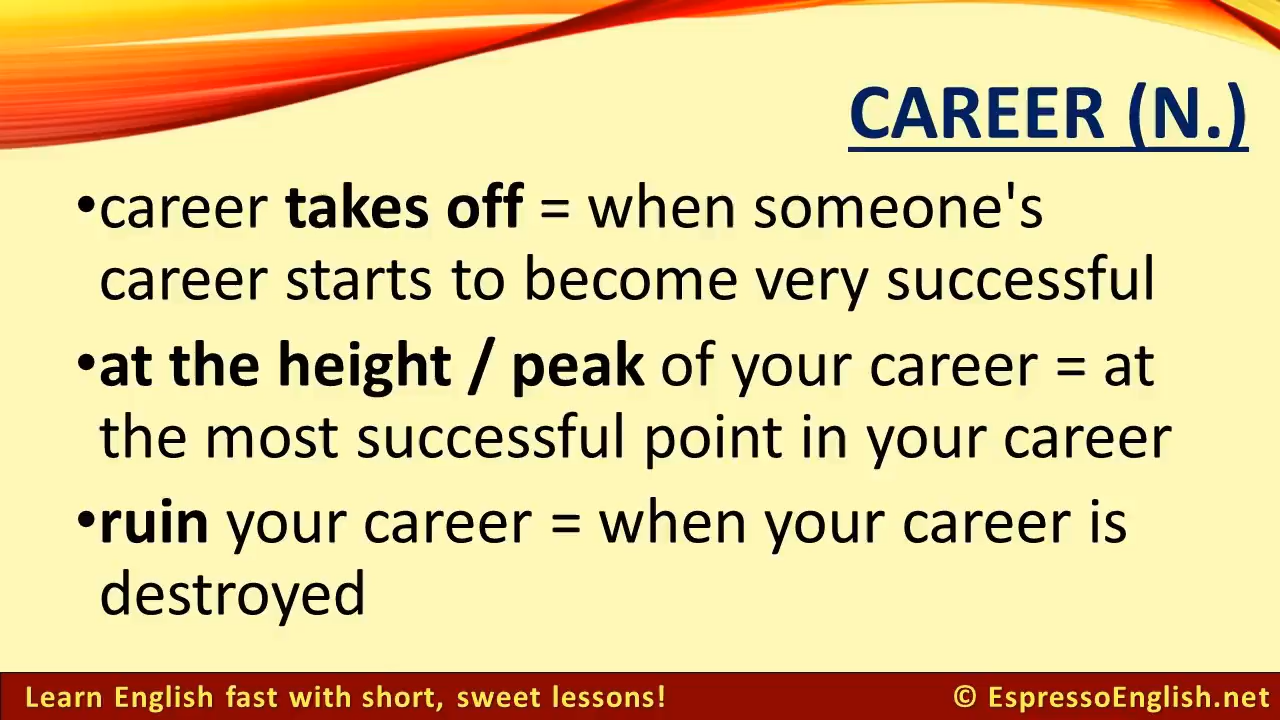 CAREER (N.)
•career takes off = when someone's
career starts to become very successful
•at the height / peak of your career = at
the most successful point in your career
•ruin your career = when your career is
destroyed
Learn English fast with short, sweet lessons!
© EspressoEnglish.net